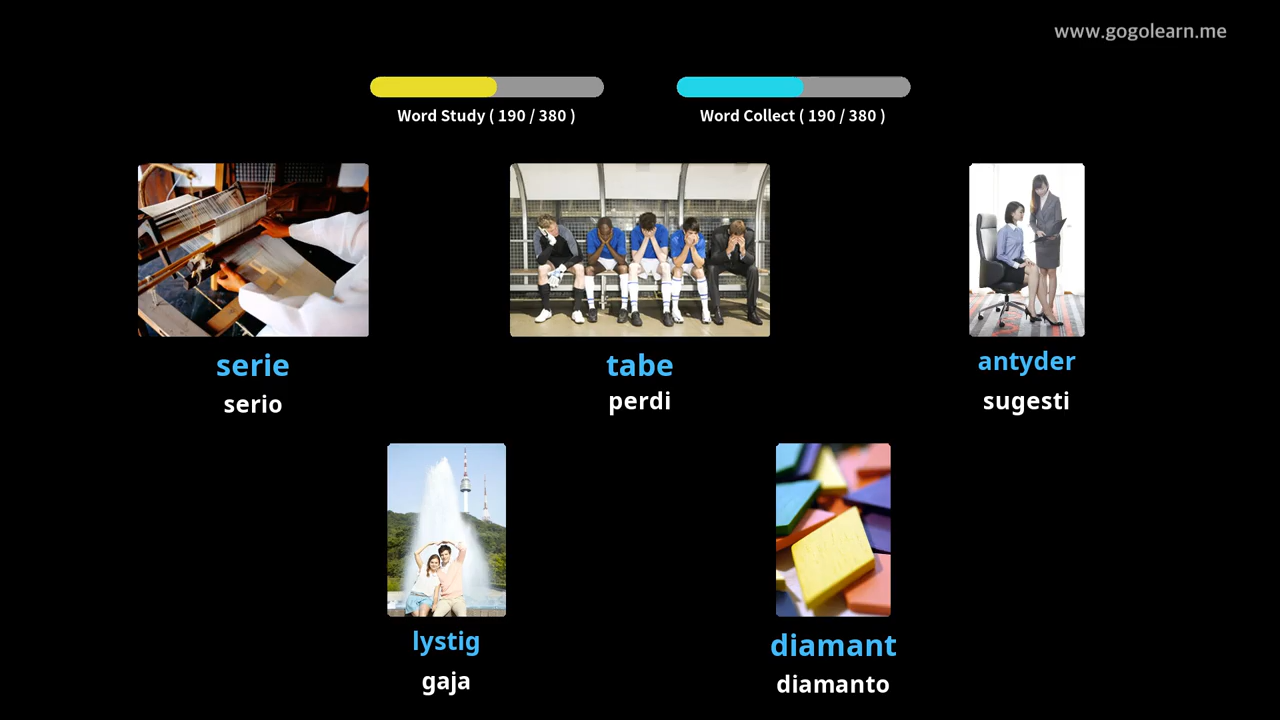 www.gogolearn.me
Word Study ( 190 / 380 )
Word Collect ( 190 / 380 )
serie
serio
tabe
perdi
antyder
sugesti
lystig
gaja
diamant
diamanto